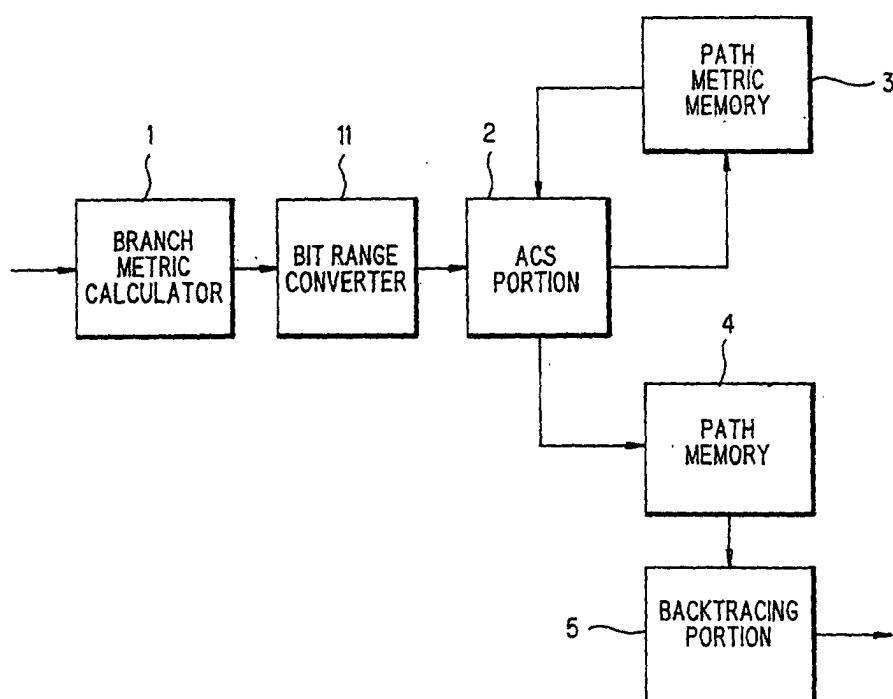 1
BRANCH
METRIC
CALCULATOR
11
BIT RANGE
CONVERTER
2
ACS
PORTION
PATH
METRIC
MEMORY
3
4
PATH
MEMORY
5
BACKTRACING
PORTION